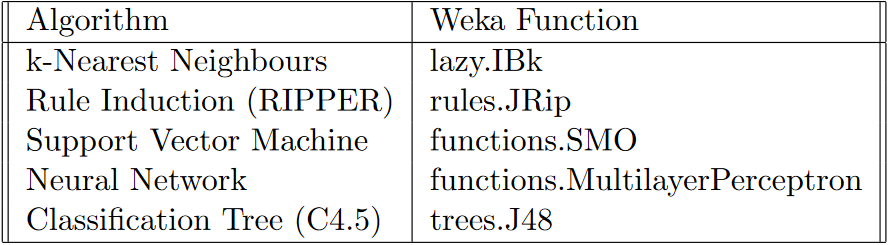 Algorithm Weka Function
k-Nearest Neighbours lazy.IBk
Rule Induction (RIPPER) rules.JRip
Support Vector Machine functions.SMO
Neural Network functions.MultilayerPerceptron
Classification Tree (C4.5) trees.J48